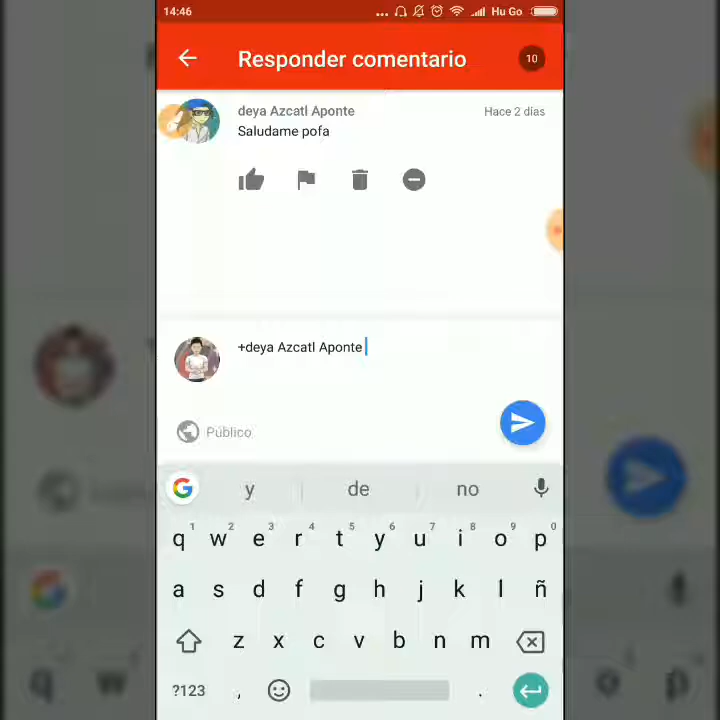 14:46
... Hu Go
Responder comentario
10
deya Azcatl Aponte
Hace 2 días
Saludame pofa
+deya Azcatl Aponte
Público
G y de no
1 2 3 4 5 6 7 8 9 0
q w e r t y u i o p
a s d f g h j k l ñ
z x c v b n m
?123 , .